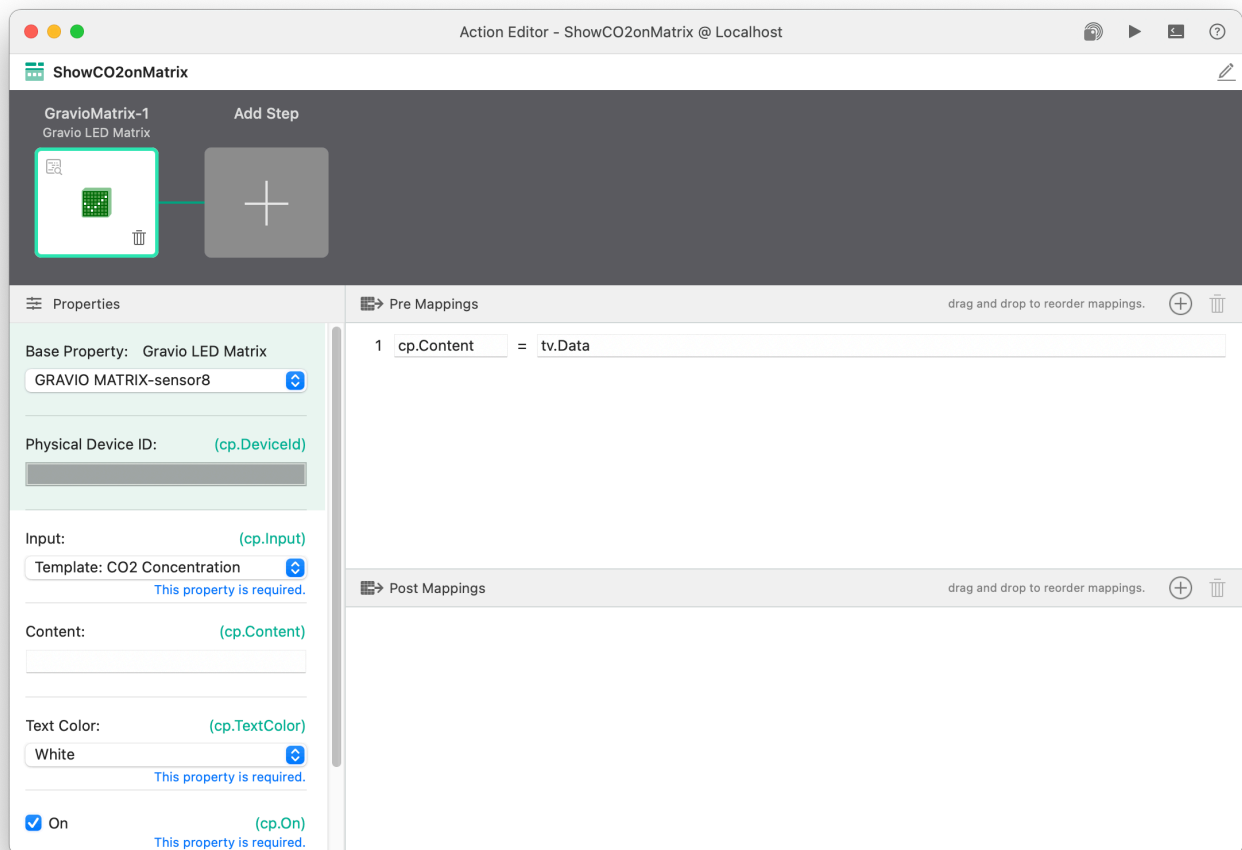 Action Editor - ShowCO2onMatrix @ Localhost
ShowCO2onMatrix
GravioMatrix-1
Gravio LED Matrix
Add Step
Properties
Base Property: Gravio LED Matrix
GRAVIO MATRIX-sensor8
Physical Device ID: (cp.DeviceId)
Input: (cp.Input)
Template: CO2 Concentration
This property is required.
Content: (cp.Content)
Text Color: (cp.TextColor)
White
This property is required.
On (cp.On)
This property is required.
Pre Mappings drag and drop to reorder mappings.
1 cp.Content = tv.Data
Post Mappings drag and drop to reorder mappings.